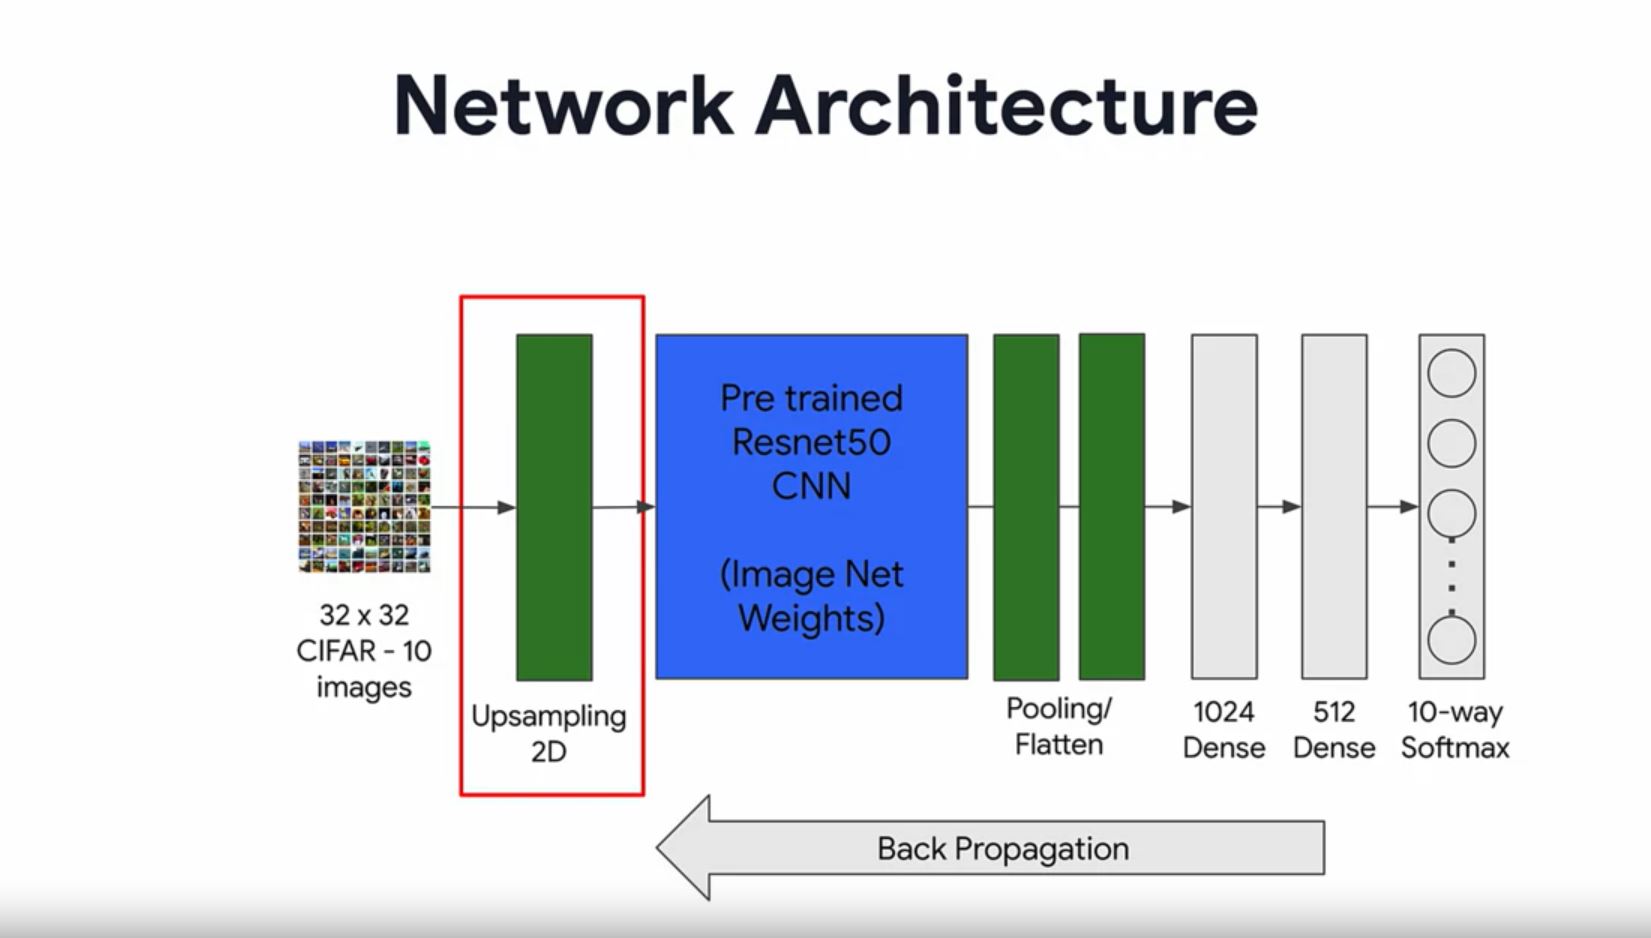 Network Architecture
Pre trained
Resnet50
CNN
(Image Net
Weights)
32 x 32
CIFAR - 10
images
Upsampling
2D
Pooling/
Flatten
1024
Dense
512
Dense
10-way
Softmax
Back Propagation